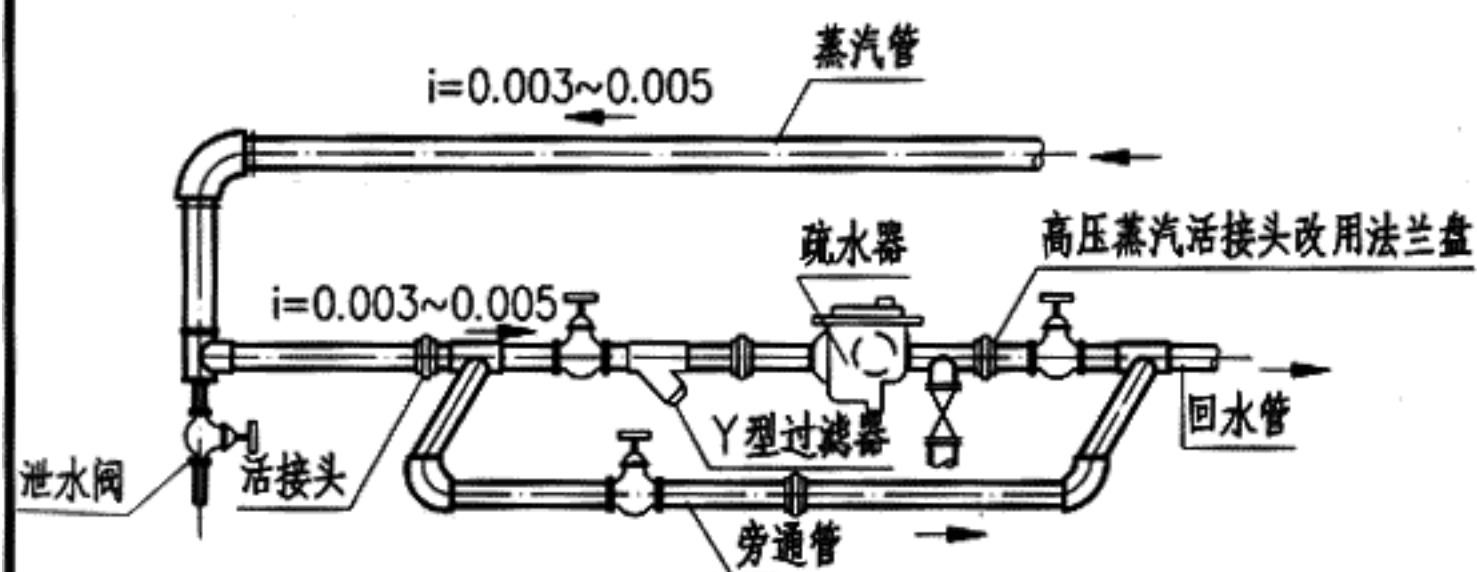 蒸汽管
i=0.003~0.005
疏水器
高压蒸汽活接头改用法兰盘
i=0.003~0.005
Y型过滤器
回水管
泄水阀
活接头
旁通管